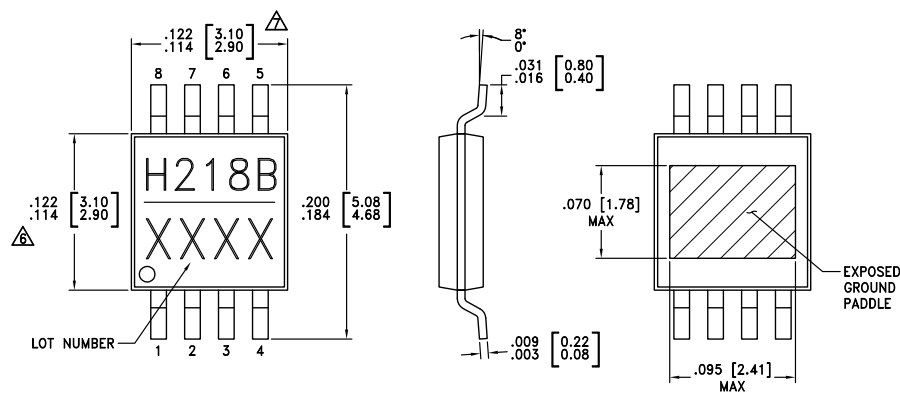 .122 [3.10]
.114 [2.90]
7
8 7 6 5
H218B
XXXX
.122 [3.10]
.114 [2.90]
6
.200 [5.08]
.184 [4.68]
LOT NUMBER
1 2 3 4
8°
0°
.031 [0.80]
.016 [0.40]
.009 [0.22]
.003 [0.08]
.070 [1.78]
MAX
EXPOSED
GROUND
PADDLE
.095 [2.41]
MAX